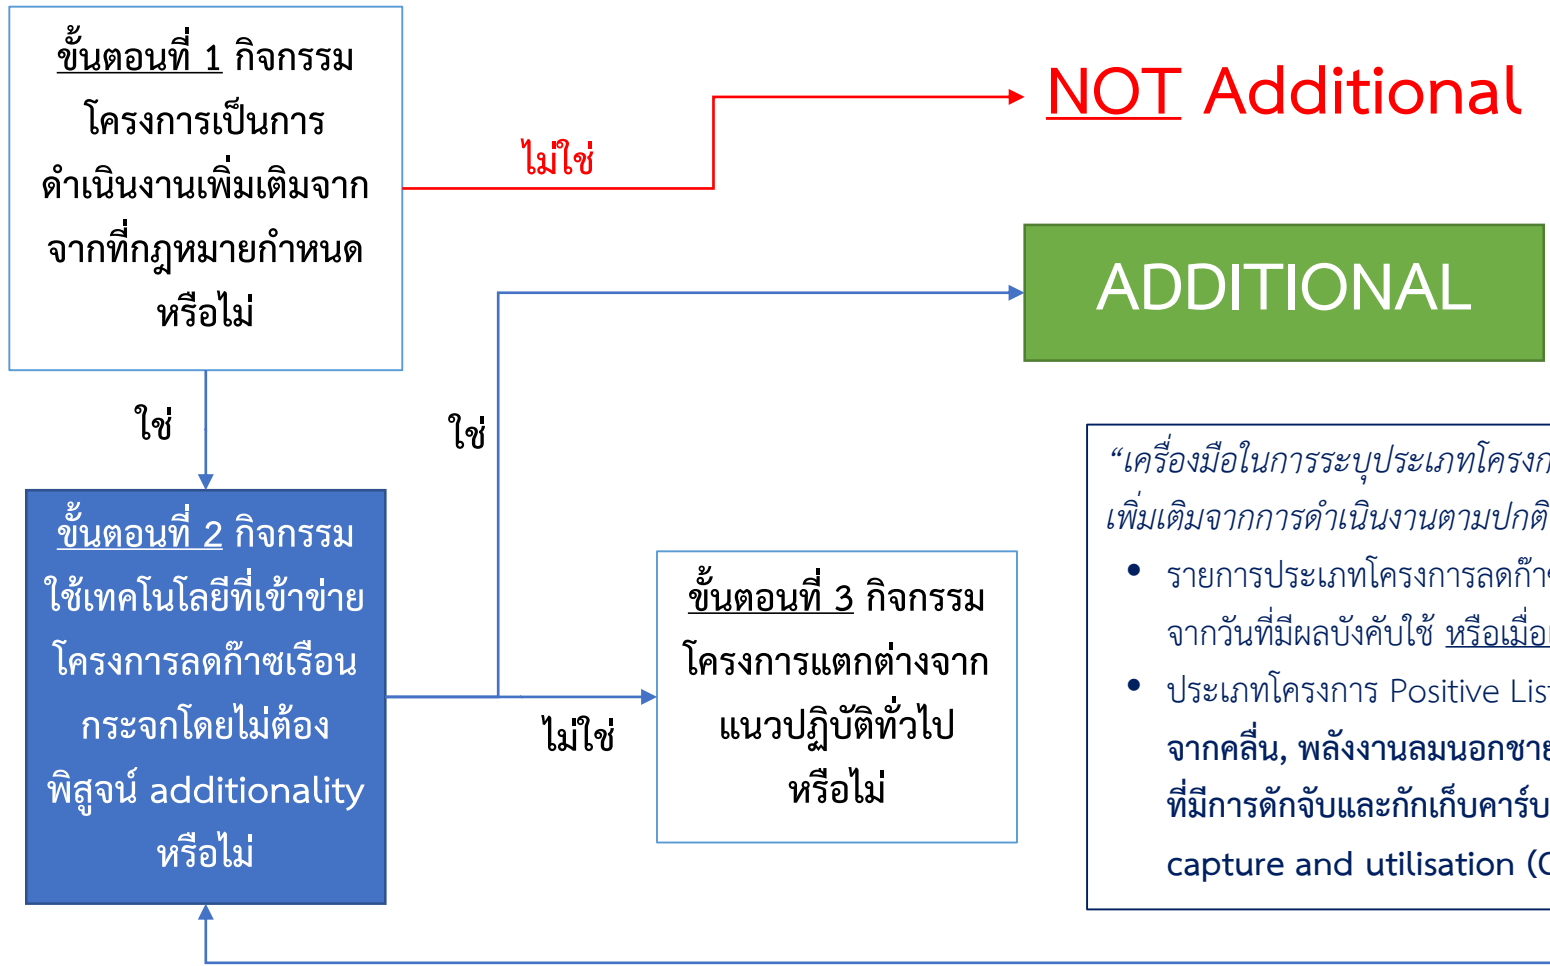 ขั้นตอนที่ 1 กิจกรรม
โครงการเป็นการ
ดำเนินงานเพิ่มเติมจาก
จากที่กฎหมายกำหนด
หรือไม่
ไม่ใช่
NOT Additional
ADDITIONAL
ใช่
ใช่
ขั้นตอนที่ 2 กิจกรรม
ใช้เทคโนโลยีที่เข้าข่าย
โครงการลดก๊าซเรือน
กระจกโดยไม่ต้อง
พิสูจน์ additionality
หรือไม่
ไม่ใช่
ขั้นตอนที่ 3 กิจกรรม
โครงการแตกต่างจาก
แนวปฏิบัติทั่วไป
หรือไม่
“เครื่องมือในการระบุประเภทโครงก
เพิ่มเติมจากการดำเนินงานตามปกติ
• รายการประเภทโครงการลดก๊าซ
จากวันที่มีผลบังคับใช้ หรือเมื่อ
• ประเภทโครงการ Positive List
จากคลื่น, พลังงานลมนอกชาย
ที่มีการดักจับและกักเก็บคาร์บ
capture and utilisation (